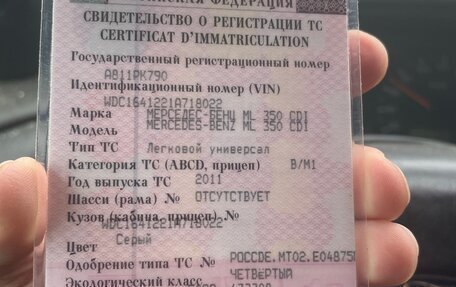 ФЕДЕРАЦИЯ
СВИДЕТЕЛЬСТВО О РЕГИСТРАЦИИ ТС
CERTIFICAT D'IMMATRICULATION
Государственный регистрационный номер
А811РК790
Идентификационный номер (VIN)
WDC1641221A718022
Марка МЕРСЕДЕС-БЕНЦ ML 350 CDI
Модель MERCEDES-BENZ ML 350 CDI
Тип ТС Легковой универсал
Категория ТС (ABCD, прицеп) B/M1
Год выпуска ТС 2011
Шасси (рама) № ОТСУТСТВУЕТ
Кузов (кабина, прицеп) №
WDC1641221A718022
Цвет Серый
Одобрение типа ТС № РОССDE.МТ02.Е04875
Экологический класс ЧЕТВЕРТЫЙ